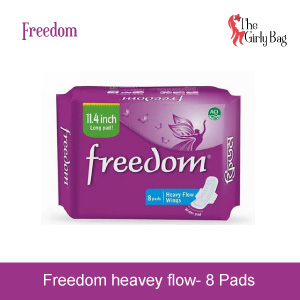 Freedom
The
Girly Bag
11.4 inch
Long pad!
ACI
freedom
8 pads
Heavy Flow
Wings
Freedom heavey flow- 8 Pads